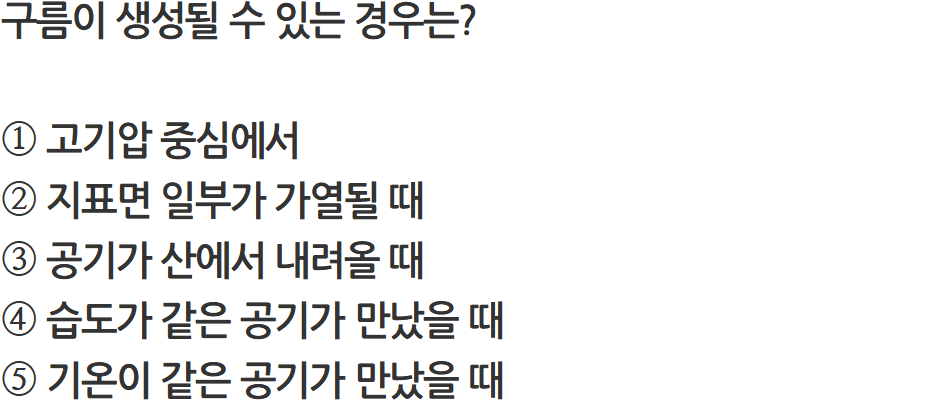 구름이 생성될 수 있는 경우는?
① 고기압 중심에서
② 지표면 일부가 가열될 때
③ 공기가 산에서 내려올 때
④ 습도가 같은 공기가 만났을 때
⑤ 기온이 같은 공기가 만났을 때